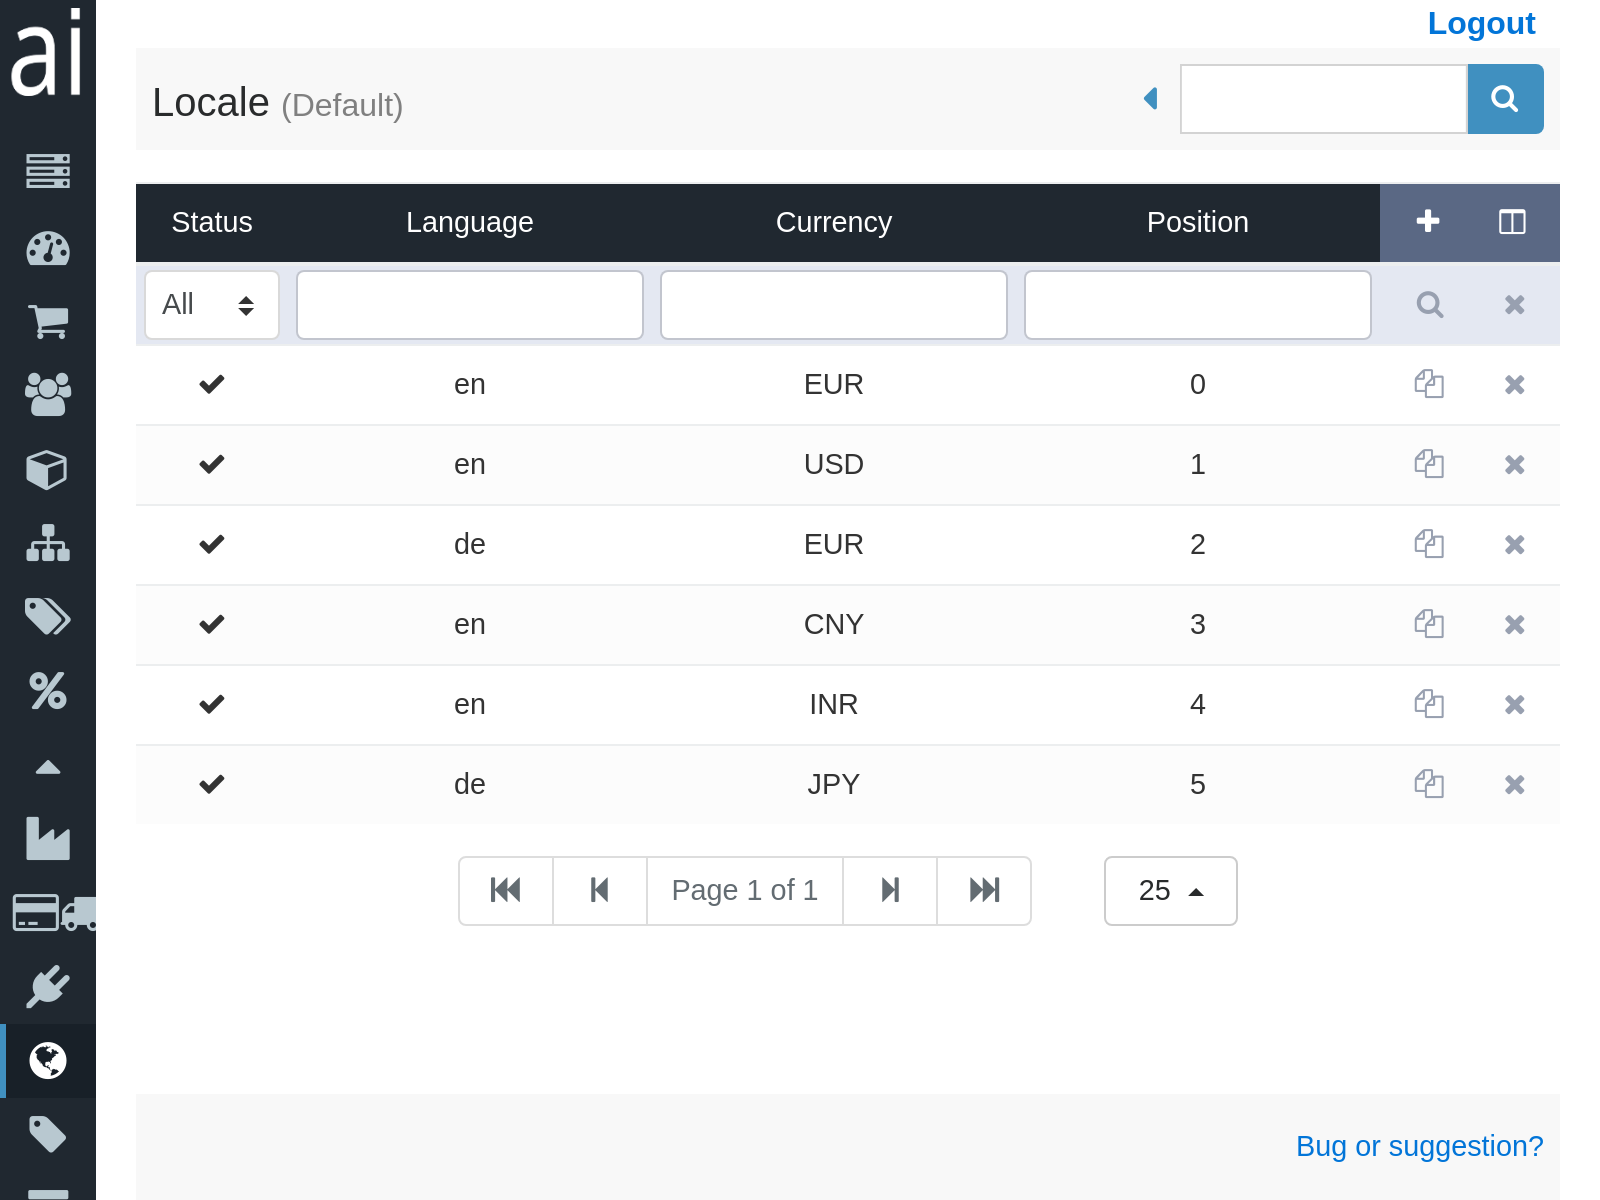 ai
Logout
Locale (Default)
Status Language Currency Position
All
en EUR 0
en USD 1
de EUR 2
en CNY 3
en INR 4
de JPY 5
Page 1 of 1 25
Bug or suggestion?